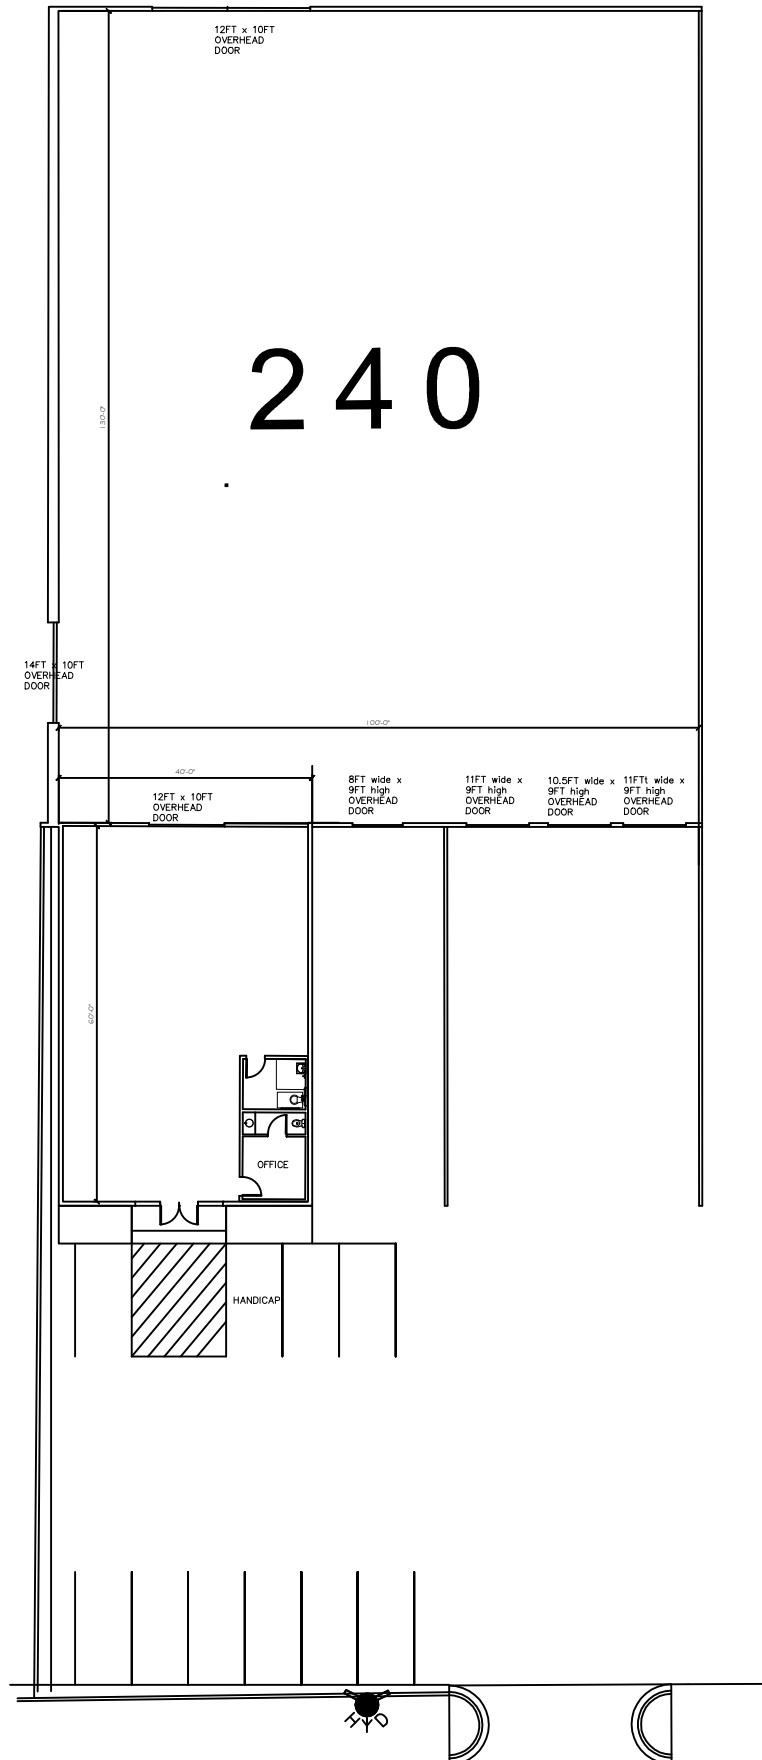 12FT x 10FT
OVERHEAD
DOOR
240
130'-0"
14FT x 10FT
OVERHEAD
DOOR
100'-0"
40'-0"
12FT x 10FT
OVERHEAD
DOOR
8FT wide x
9FT high
OVERHEAD
DOOR
11FT wide x
9FT high
OVERHEAD
DOOR
10.5FT wide x
9FT high
OVERHEAD
DOOR
11FTt wide x
9FT high
OVERHEAD
DOOR
60'-0"
OFFICE
HANDICAP
HYD